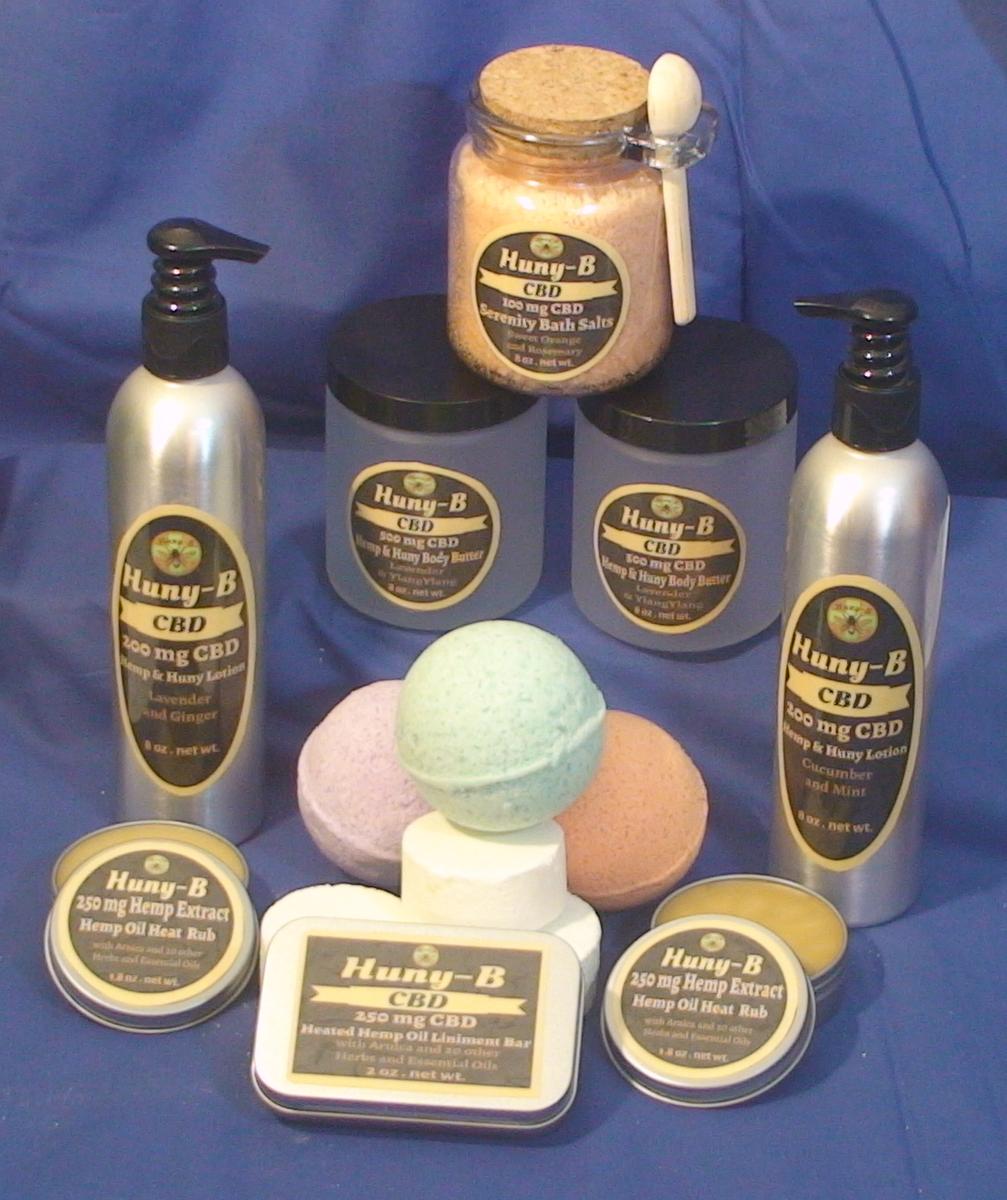 Huny-B
CBD
100 mg CBD
Serenity Bath Salts
Sweet Orange
and Rosemary
8 oz. net wt.
Huny-B
CBD
500 mg CBD
Hemp & Huny Body Butter
Lavender
& YlangYlang
8 oz. net wt.
Huny-B
CBD
500 mg CBD
Hemp & Huny Body Butter
Lavender
& YlangYlang
8 oz. net wt.
Huny-B
CBD
200 mg CBD
Hemp & Huny Lotion
Lavender
and Ginger
8 oz. net wt.
Huny-B
Huny-B
CBD
200 mg CBD
Hemp & Huny Lotion
Cucumber
and Mint
8 oz. net wt.
Huny-B
250 mg Hemp Extract
Hemp Oil Heat Rub
with Arnica and 20 other
Herbs and Essential Oils
1.8 oz. net wt.
Huny-B
CBD
250 mg CBD
Heated Hemp Oil Liniment Bar
with Arnica and 20 other
Herbs and Essential Oils
2 oz. net wt.
Huny-B
250 mg Hemp Extract
Hemp Oil Heat Rub
with Arnica and 20 other
Herbs and Essential Oils
1.8 oz. net wt.